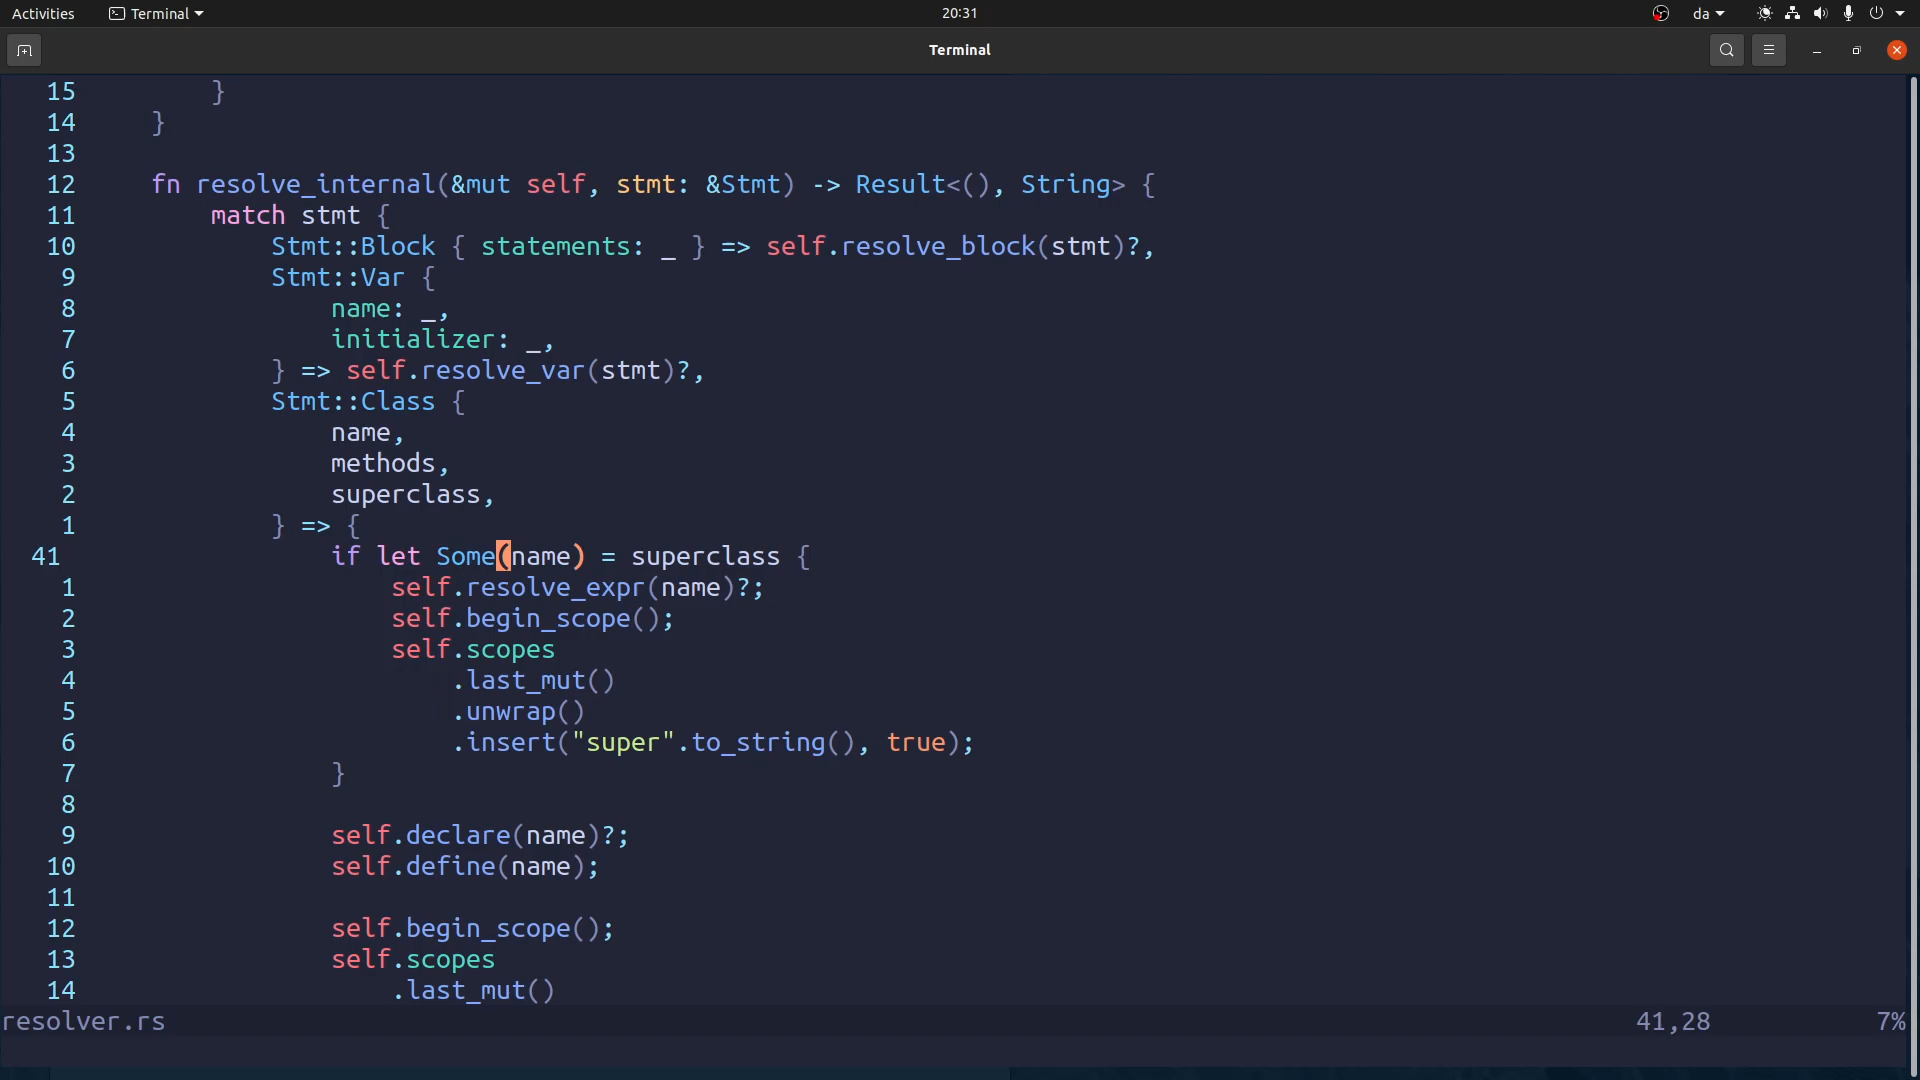 Activities Terminal 20:31 da
Terminal
15 }
14 }
13
12 fn resolve_internal(&mut self, stmt: &Stmt) -> Result<(), String> {
11 match stmt {
10 Stmt::Block { statements: _ } => self.resolve_block(stmt)?,
9 Stmt::Var {
8 name: _,
7 initializer: _,
6 } => self.resolve_var(stmt)?,
5 Stmt::Class {
4 name,
3 methods,
2 superclass,
1 } => {
41 if let Some(name) = superclass {
1 self.resolve_expr(name)?;
2 self.begin_scope();
3 self.scopes
4 .last_mut()
5 .unwrap()
6 .insert("super".to_string(), true);
7 }
8
9 self.declare(name)?;
10 self.define(name);
11
12 self.begin_scope();
13 self.scopes
14 .last_mut()
resolver.rs 41,28 7%